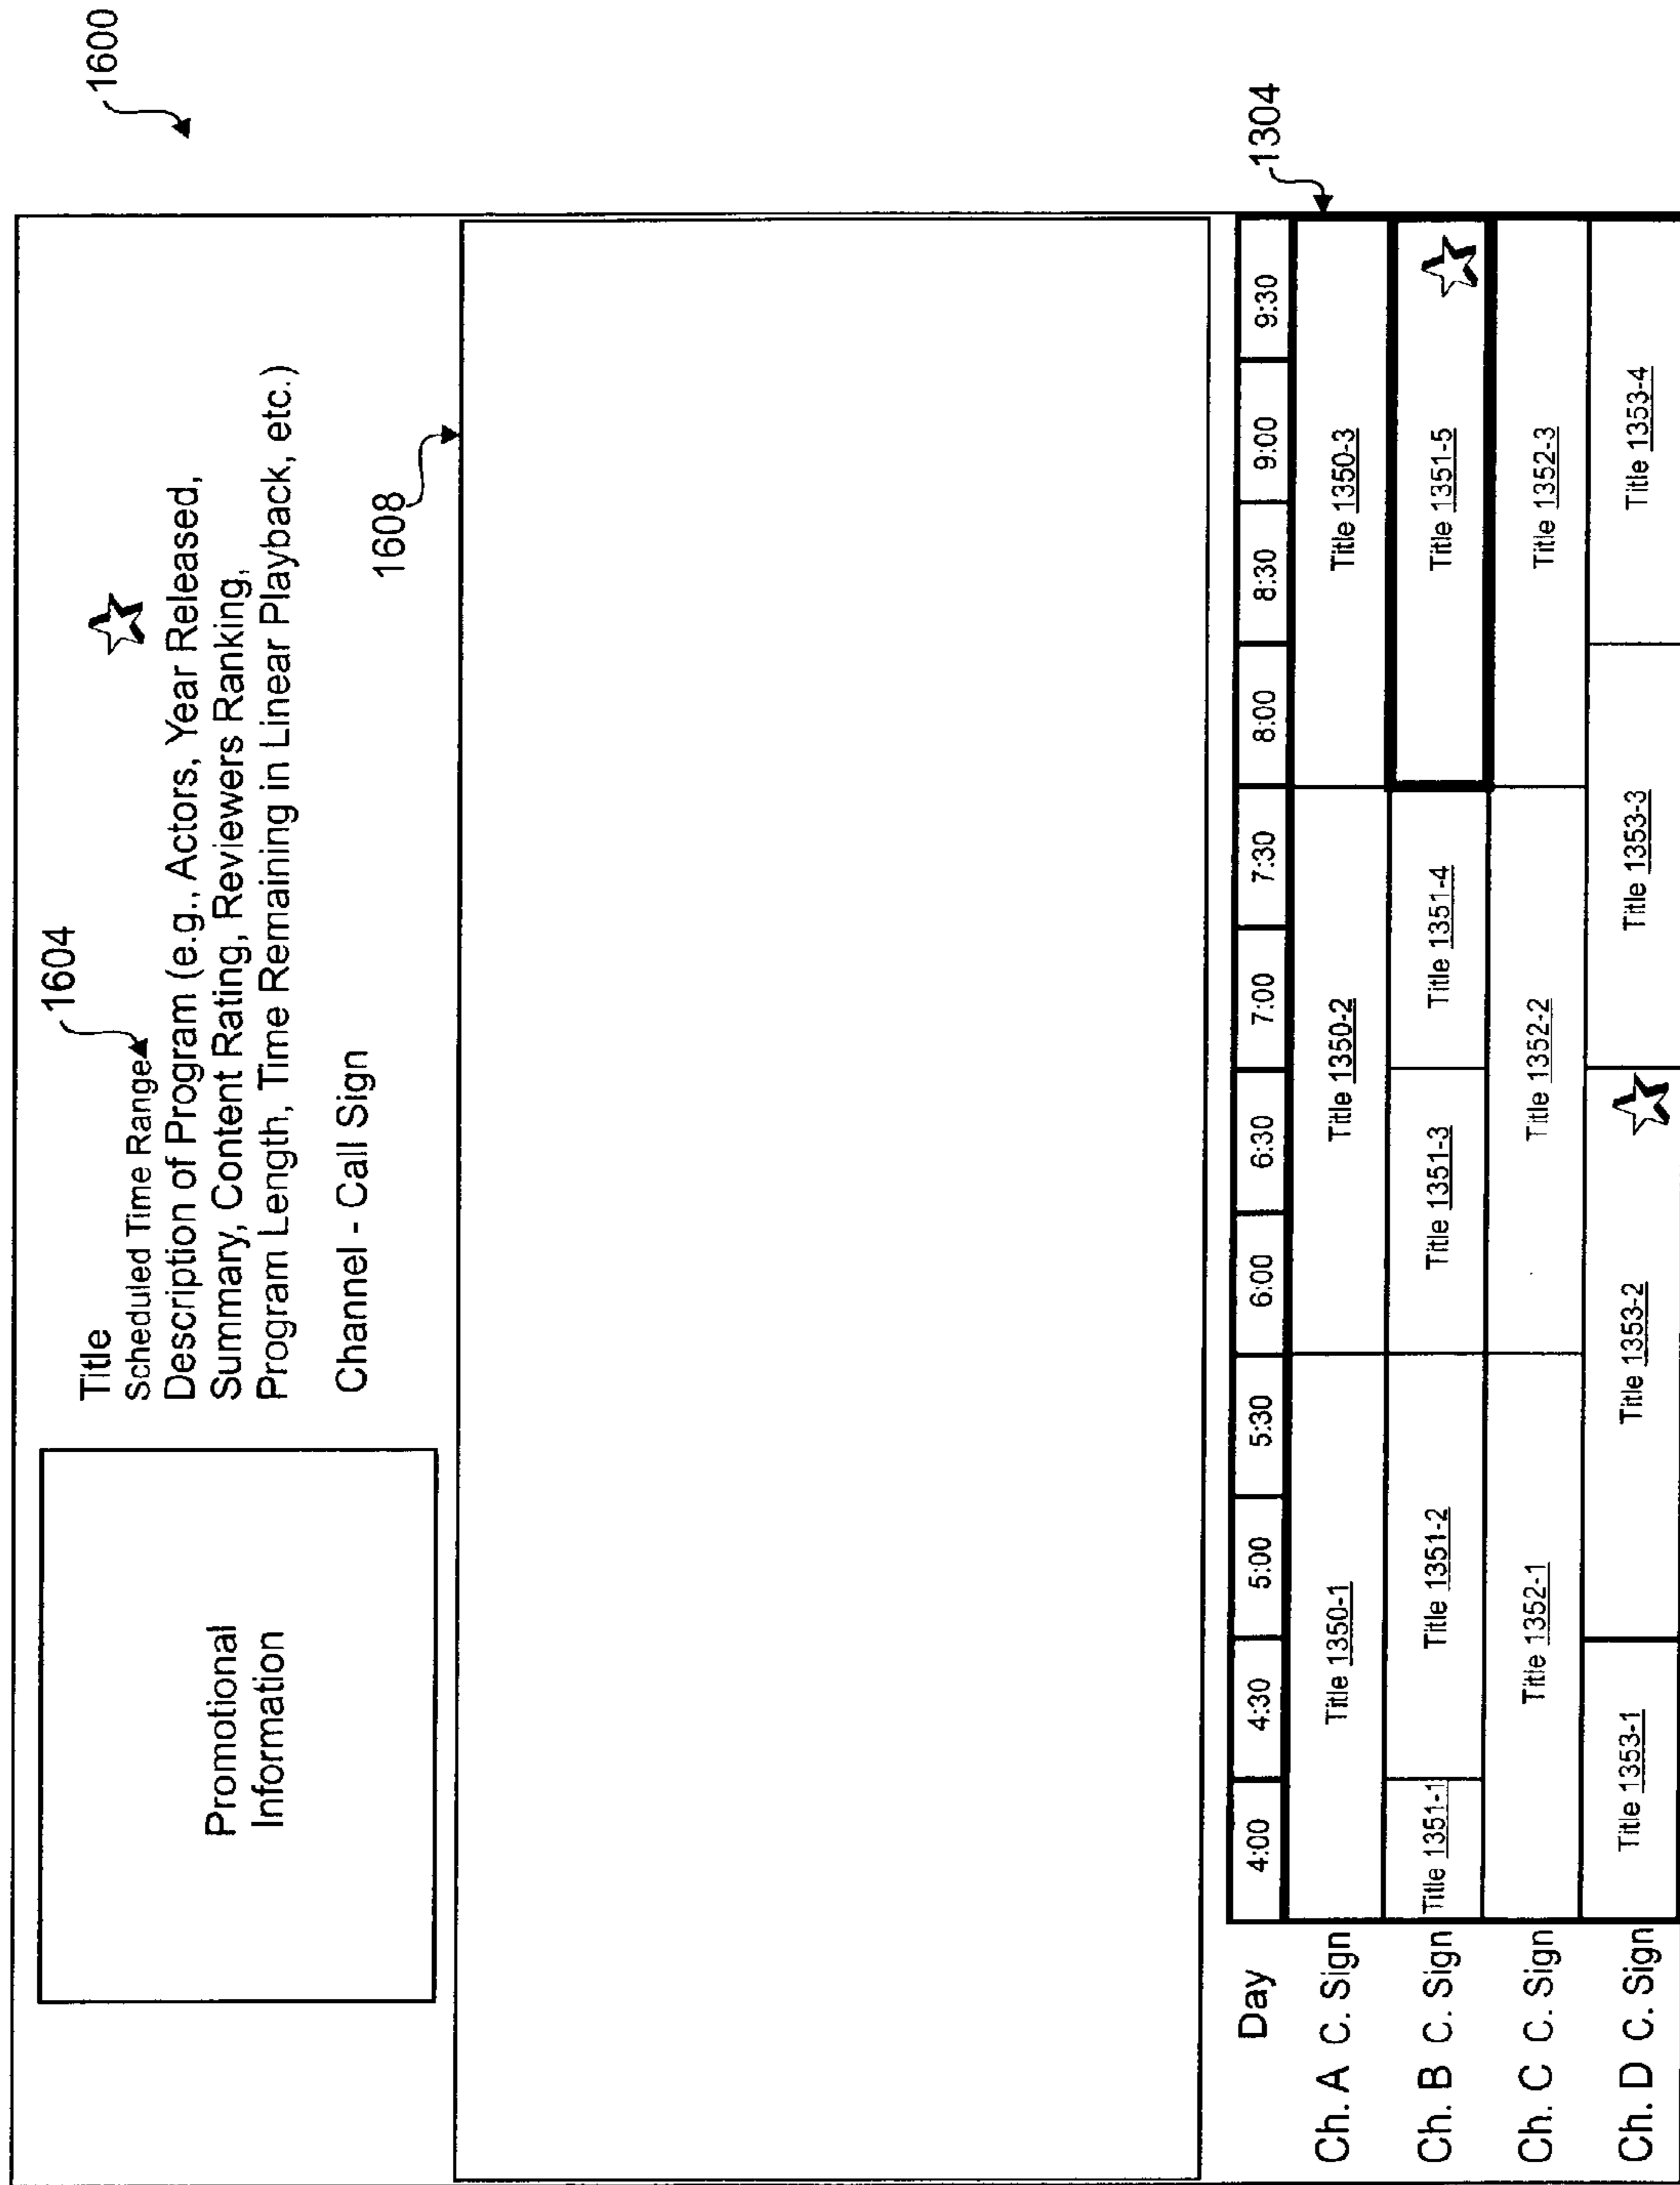 1600
1604
Promotional
Information
Title
Scheduled Time Range
Description of Program (e.g., Actors, Year Released,
Summary, Content Rating, Reviewers Ranking,
Program Length, Time Remaining in Linear Playback, etc.)
Channel - Call Sign
1608
1304
Day 4:00 4:30 5:00 5:30 6:00 6:30 7:00 7:30 8:00 8:30 9:00 9:30
Ch. A C. Sign Title 1350-1 Title 1350-2 Title 1350-3
Ch. B C. Sign Title 1351-1 Title 1351-2 Title 1351-3 Title 1351-4 Title 1351-5
Ch. C C. Sign Title 1352-1 Title 1352-2 Title 1352-3
Ch. D C. Sign Title 1353-1 Title 1353-2 Title 1353-3 Title 1353-4